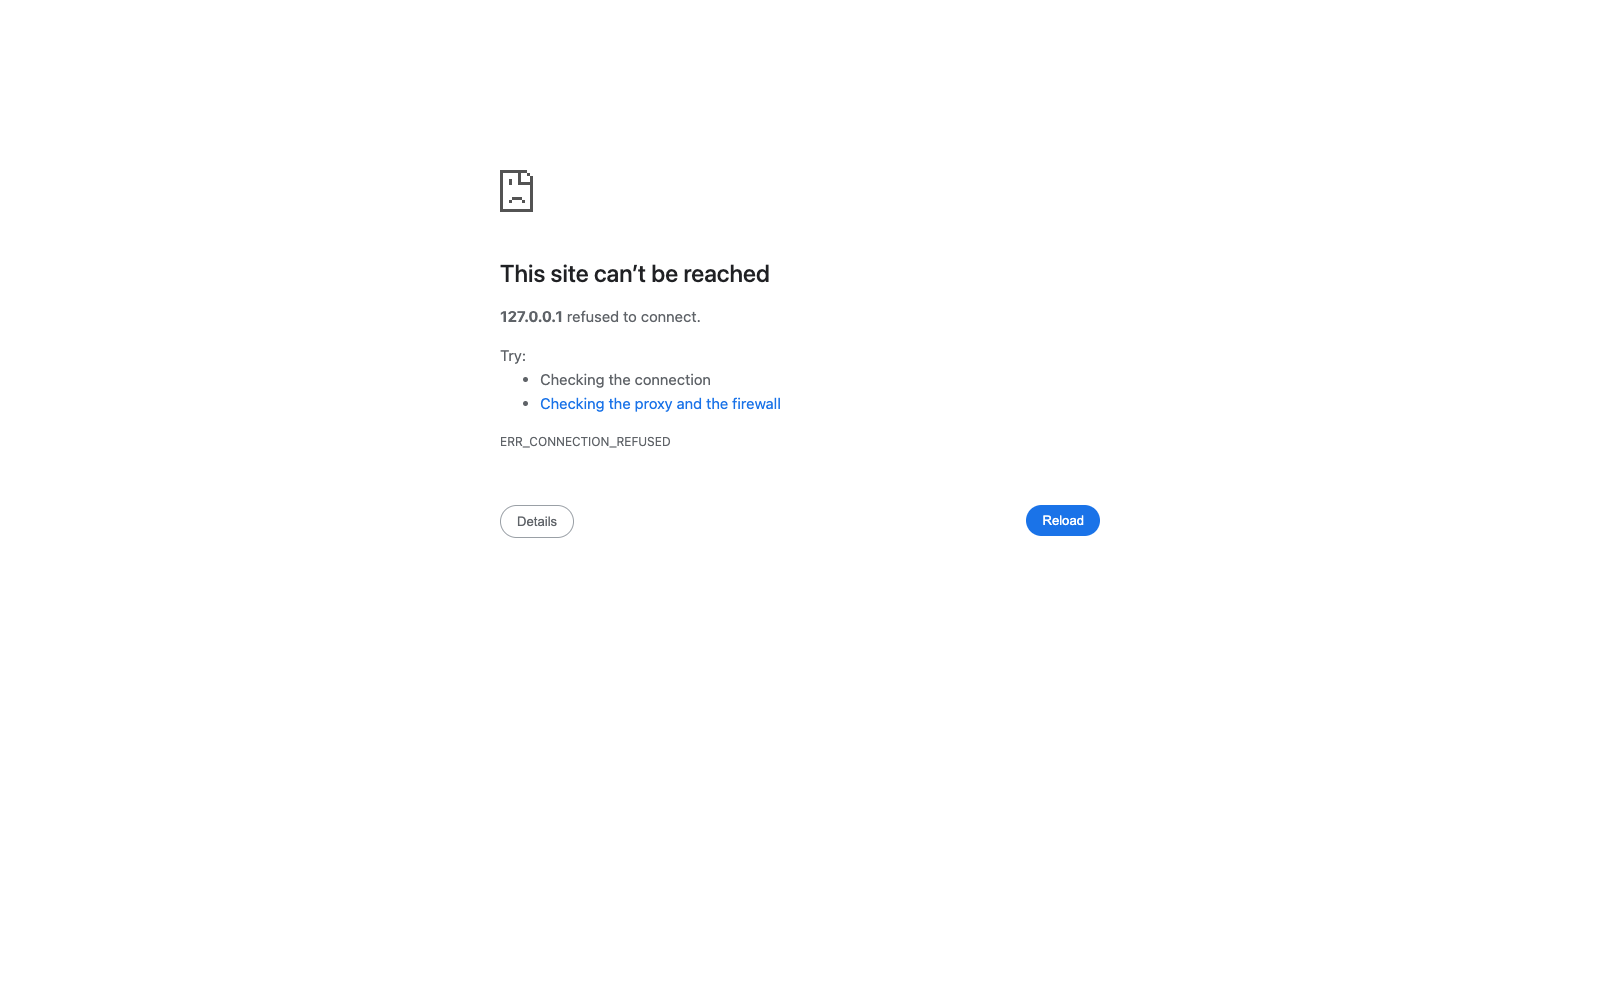 This site can’t be reached
127.0.0.1 refused to connect.
Try:
Checking the connection
Checking the proxy and the firewall
ERR_CONNECTION_REFUSED
Details
Reload